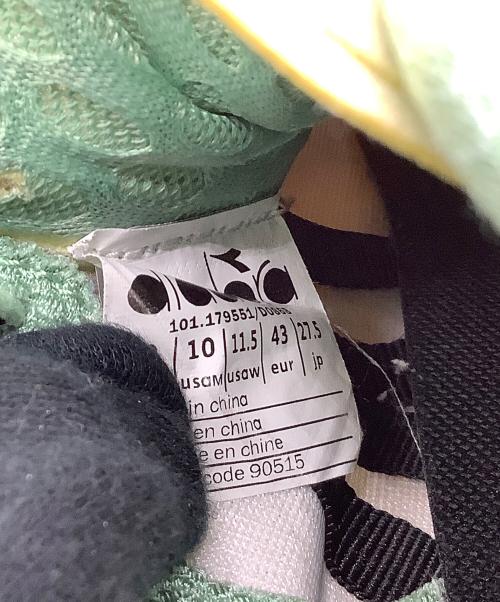 diadora
101.179551/D0869
10 11.5 43 27.5
usam usaw eur jp
in china
en china
e en chine
code 90515